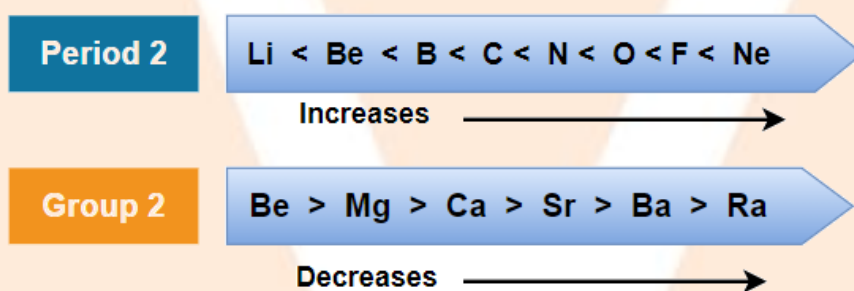 Period 2
Li < Be < B < C < N < O < F < Ne
Increases
Group 2
Be > Mg > Ca > Sr > Ba > Ra
Decreases